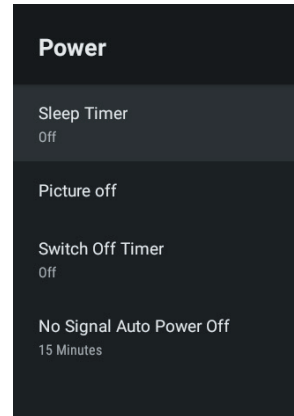 Power
Sleep Timer
Off
Picture off
Switch Off Timer
Off
No Signal Auto Power Off
15 Minutes